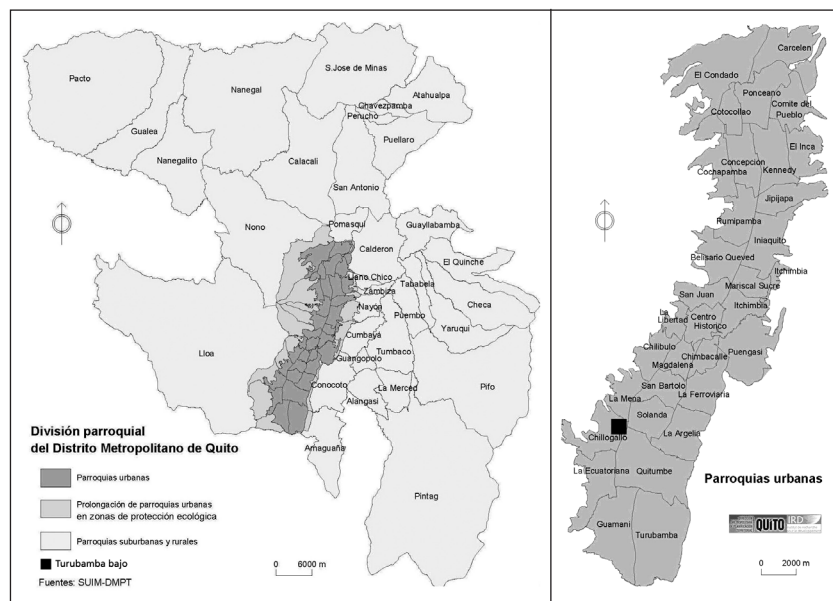 Pacto
Gualea
Nanegalito
Nanegal
S.Jose de Minas
Atahualpa
Chavezpamba
Perucho
Puellaro
Calacali
San Antonio
Nono
Pomasqui
Guayllabamba
Calderon
El Quinche
Llano Chico
Zambiza
Tababela
Checa
Nayón
Puembo
Yaruqui
Lloa
Cumbayá
Tumbaco
Guangopolo
Conocoto
La Merced
Pifo
Alangasi
Amaguaña
Pintag
División parroquial
del Distrito Metropolitano de Quito
Parroquias urbanas
Prolongación de parroquias urbanas
en zonas de protección ecológica
Parroquias suburbanas y rurales
Turubamba bajo
Fuentes: SUIM-DMPT
0 6000 m
Carcelen
El Condado
Ponceano
Comite del
Pueblo
Cotocollao
El Inca
Concepción
Cochapamba
Kennedy
Jipijapa
Rumipamba
Iniaquito
Belisario Queved
Itchimbia
Mariscal Sucre
San Juan
Itchimbia
La
Libertad
Centro
Historico
Chilibulo
Chimbacalle
Puengasi
Magdalena
San Bartolo
La Ferroviaria
La Mena
Solanda
La Argelia
Chillogallo
La Ecuatoriana
Quitumbe
Parroquias urbanas
QUITO
IRD
Guamani
Turubamba
0 2000 m